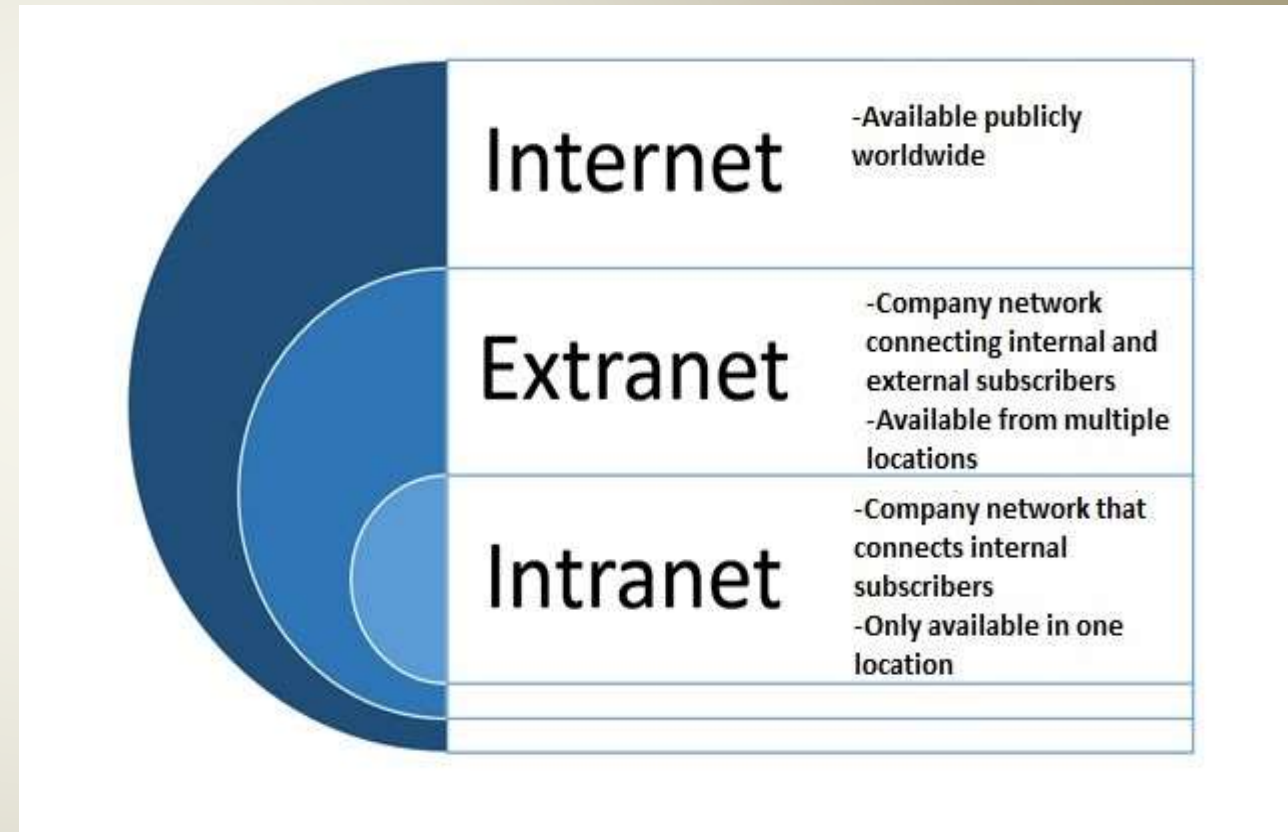 Internet
-Available publicly
worldwide
Extranet
-Company network
connecting internal and
external subscribers
-Available from multiple
locations
Intranet
-Company network that
connects internal
subscribers
-Only available in one
location